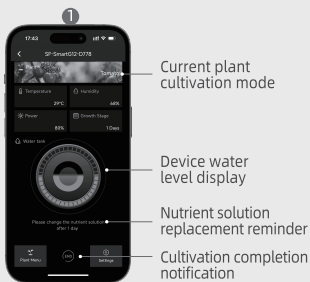 1
17:43
SP-SmartG12-D778
Tomato
Current plant
cultivation mode
Temperature
Humidity
29°C
68%
Power
Growth Stage
80%
1 Days
Water tank
Device water
level display
Please change the nutrient solution
after 1 day
Nutrient solution
replacement reminder
Plant Menu
END
Settings
Cultivation completion
notification